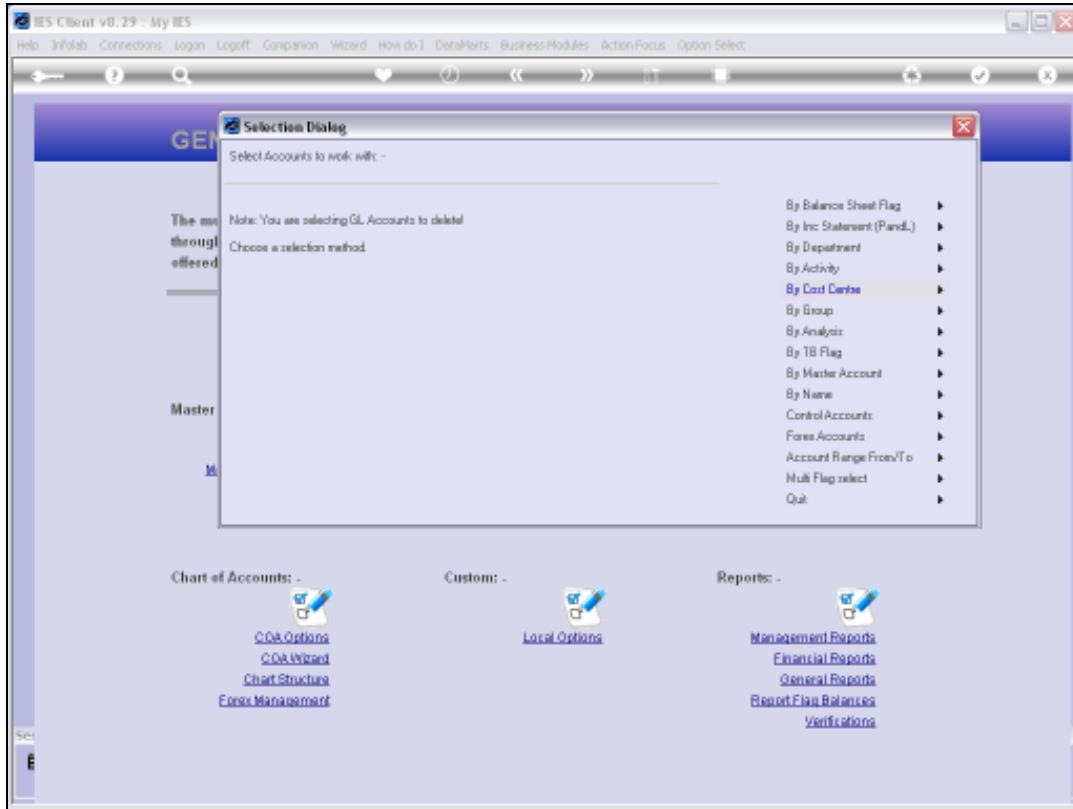 IES Client v8.29 : My IES
Help Infolab Connections Logon Logoff Companion Wizard How do I DataMarts Business Modules Action Focus Option Select
GEN
Selection Dialog
Select Accounts to work with: -
Note: You are selecting GL Accounts to delete!
Choose a selection method.
By Balance Sheet Flag
By Inc Statement (PandL)
By Department
By Activity
By Cost Centre
By Group
By Analysis
By TB Flag
By Master Account
By Name
Control Accounts
Forex Accounts
Account Range From/To
Multi Flag select
Quit
The
through
offered
Master
Chart of Accounts: -
Custom: -
Reports: -
COA Options
COA Wizard
Chart Structure
Forex Management
Local Options
Management Reports
Financial Reports
General Reports
Report Flag Balances
Verifications